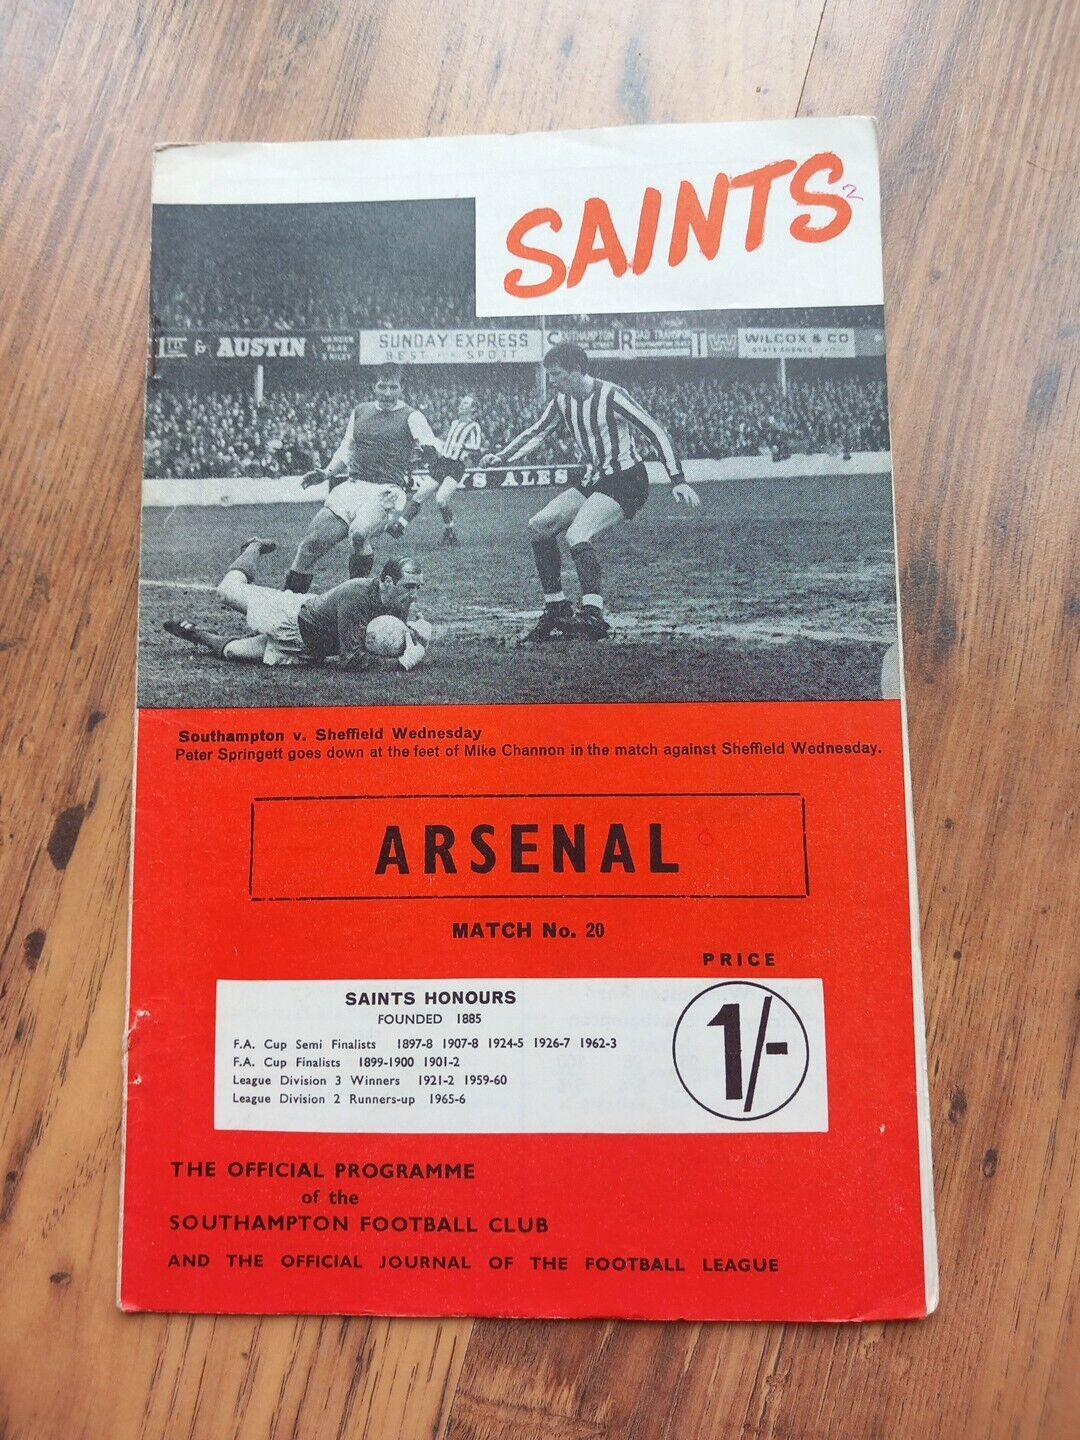 SAINTS
2
LTD & AUSTIN
SUNDAY EXPRESS
BEST FOR SPORT
SOUTHAMPTON
WILCOX & CO
YS ALES
Southampton v. Sheffield Wednesday
Peter Springett goes down at the feet of Mike Channon in the match against Sheffield Wednesday.
ARSENAL
MATCH No. 20
PRICE
1/-
SAINTS HONOURS
FOUNDED 1885
F.A. Cup Semi Finalists 1897-8 1907-8 1924-5 1926-7 1962-3
F.A. Cup Finalists 1899-1900 1901-2
League Division 3 Winners 1921-2 1959-60
League Division 2 Runners-up 1965-6
THE OFFICIAL PROGRAMME
of the
SOUTHAMPTON FOOTBALL CLUB
AND THE OFFICIAL JOURNAL OF THE FOOTBALL LEAGUE